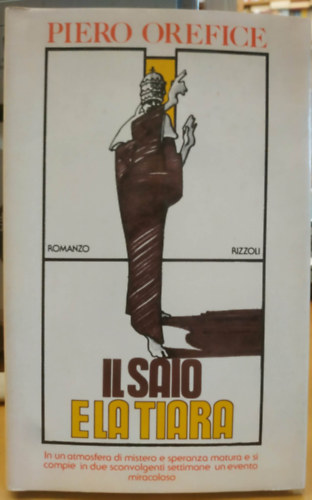 PIERO OREFICE
ROMANZO
RIZZOLI
IL SAIO
E LA TIARA
In un atmosfera di mistero e speranza matura e si
compie in due sconvolgenti settimane un evento
miracoloso